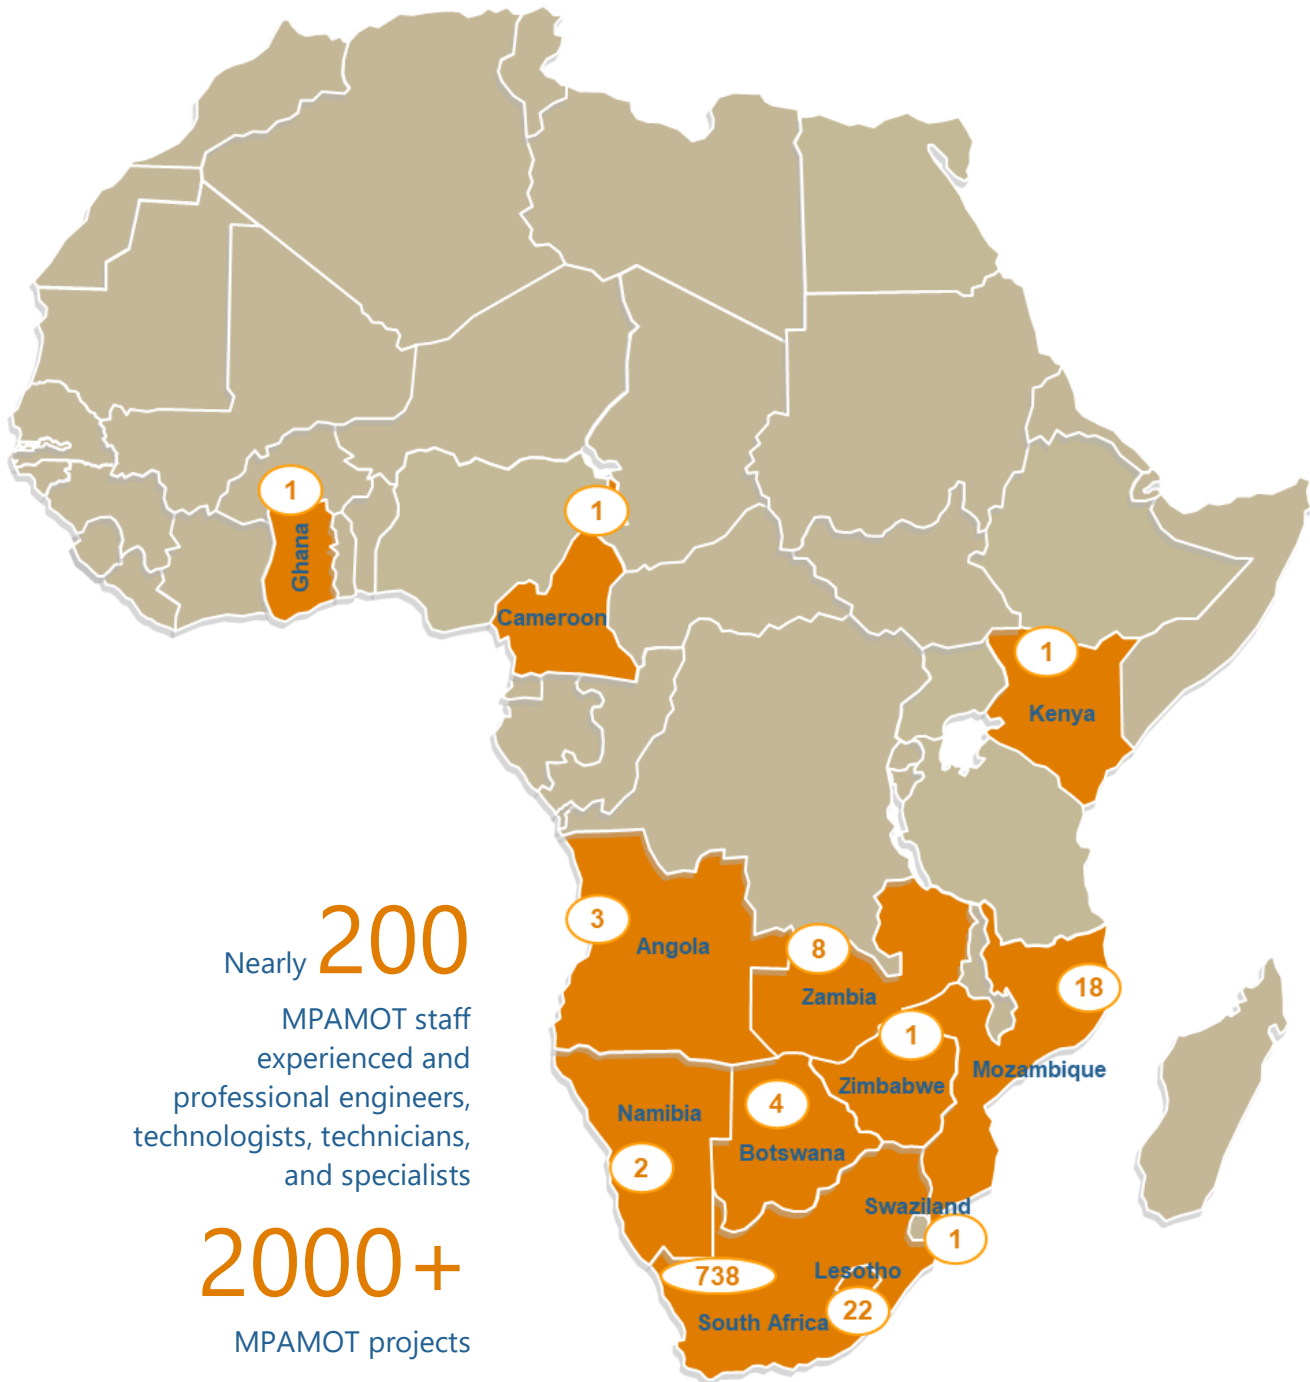 1
Ghana
1
Cameroon
1
Kenya
3
Angola
8
Zambia
18
Mozambique
1
Zimbabwe
Namibia
2
4
Botswana
Swaziland
1
738
Lesotho
22
South Africa
Nearly 200
MPAMOT staff
experienced and
professional engineers,
technologists, technicians,
and specialists
2000+
MPAMOT projects